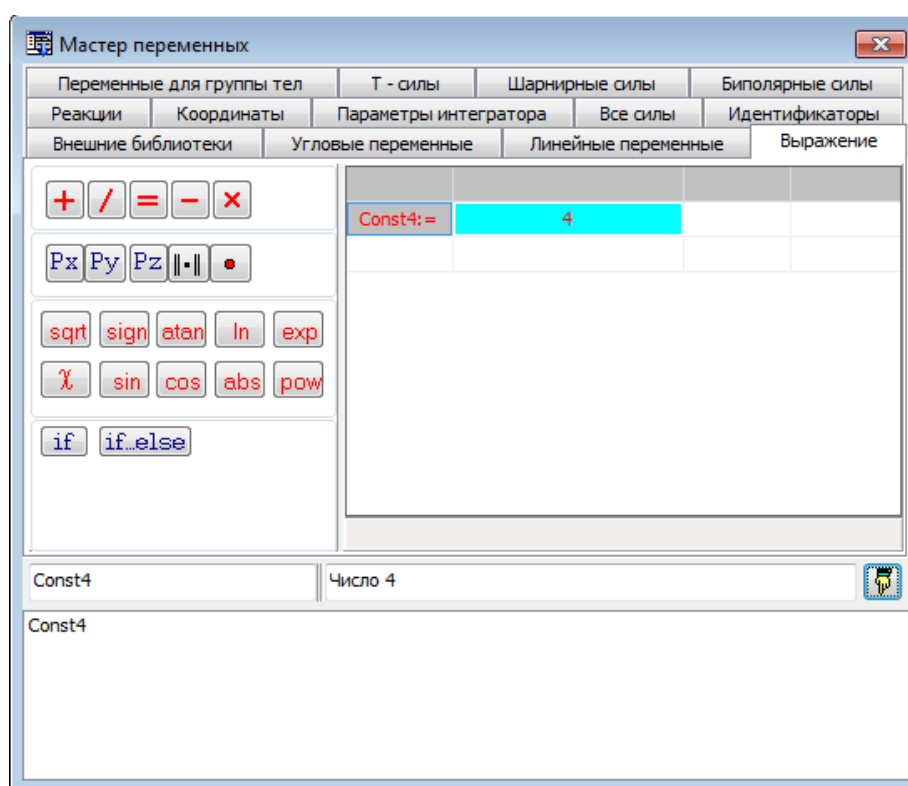 Мастер переменных
Переменные для группы тел T - силы Шарнирные силы Биполярные силы
Реакции Координаты Параметры интегратора Все силы Идентификаторы
Внешние библиотеки Угловые переменные Линейные переменные Выражение
+ / = − ×
Const4:= 4
Px Py Pz ‖•‖ •
sqrt sign atan ln exp
χ sin cos abs pow
if if…else
Const4 Число 4
Const4